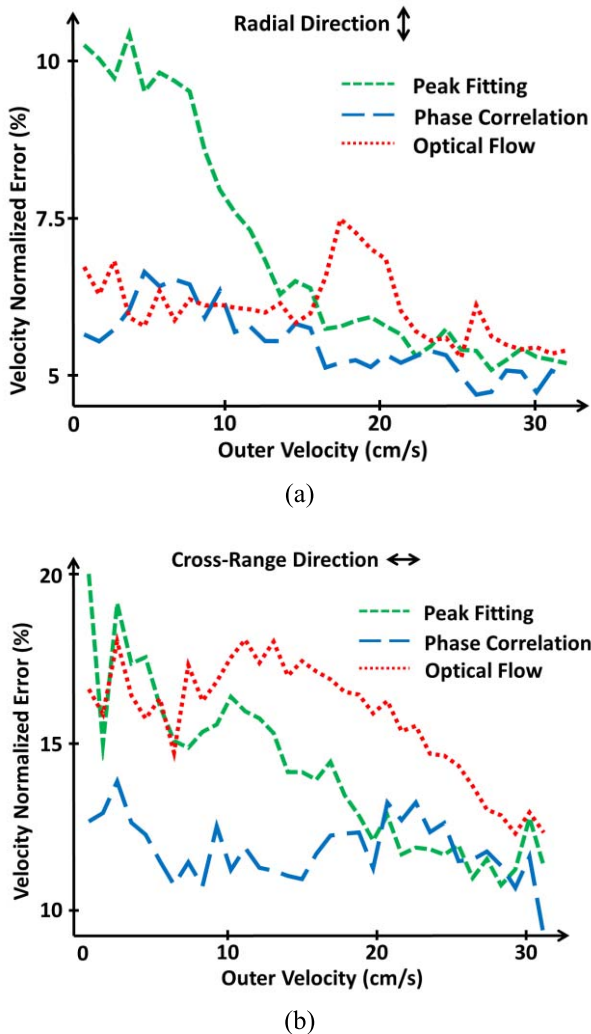 Radial Direction
10
Peak Fitting
Phase Correlation
Optical Flow
7.5
Velocity Normalized Error (%)
5
0 10 20 30
Outer Velocity (cm/s)
(a)
Cross-Range Direction
20
Peak Fitting
Phase Correlation
Optical Flow
15
Velocity Normalized Error (%)
10
0 10 20 30
Outer Velocity (cm/s)
(b)